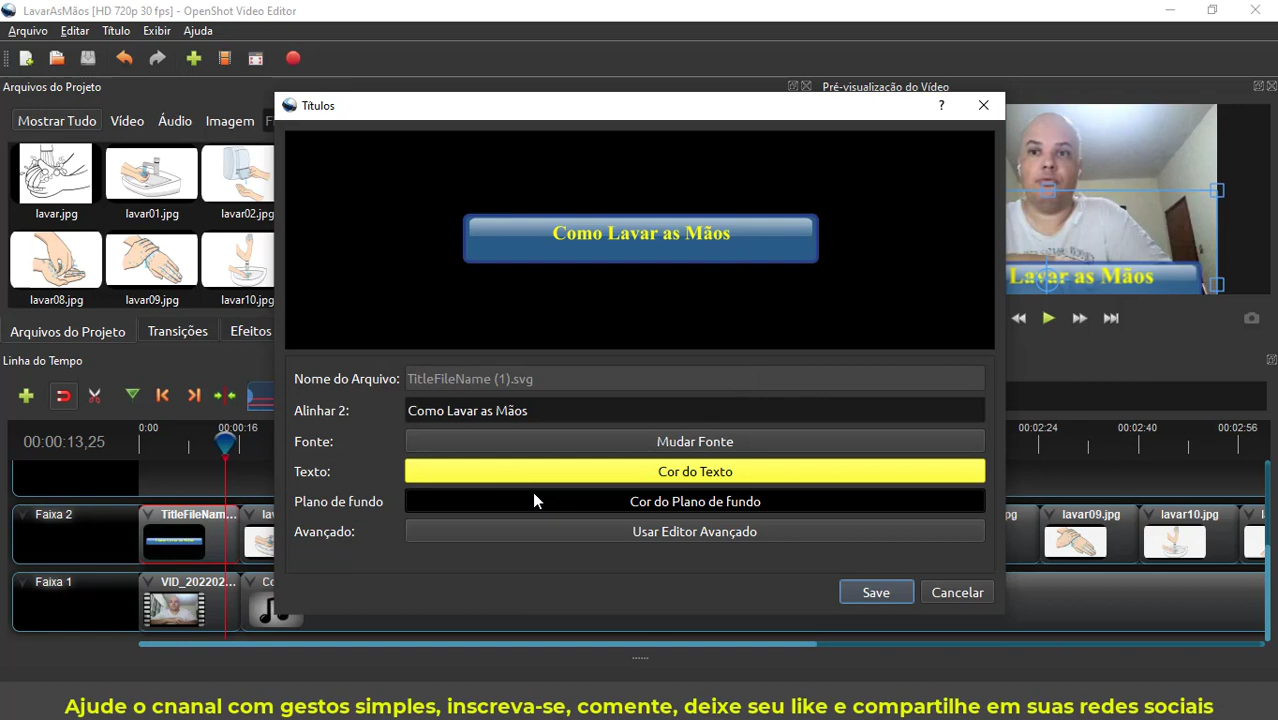 LavarAsMãos [HD 720p 30 fps] - OpenShot Video Editor
Arquivo Editar Título Exibir Ajuda
Arquivos do Projeto
Pré-visualização do Vídeo
Títulos
?
Mostrar Tudo Vídeo Áudio Imagem
lavar.jpg lavar01.jpg lavar02.jpg
lavar08.jpg lavar09.jpg lavar10.jpg
Como Lavar as Mãos
Lavar as Mãos
Arquivos do Projeto Transições Efeitos
Linha do Tempo
Nome do Arquivo: TitleFileName (1).svg
Alinhar 2: Como Lavar as Mãos
Fonte: Mudar Fonte
Texto: Cor do Texto
Plano de fundo Cor do Plano de fundo
Avançado: Usar Editor Avançado
Save Cancelar
00:00:13,25
0:00 00:00:16 00:02:24 00:02:40 00:02:56
Faixa 2 TitleFileNam... lavar09.jpg lavar10.jpg
Faixa 1 VID_202202...
Ajude o cnanal com gestos simples, inscreva-se, comente, deixe seu like e compartilhe em suas redes sociais